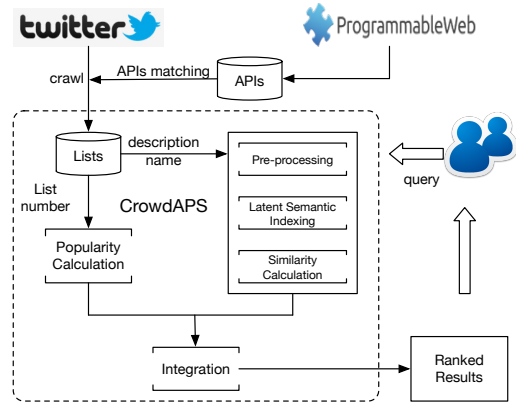 twitter
ProgrammableWeb
crawl
APIs matching
APIs
Lists
description
name
Pre-processing
query
List
number
CrowdAPS
Latent Semantic
Indexing
Popularity
Calculation
Similarity
Calculation
Integration
Ranked
Results